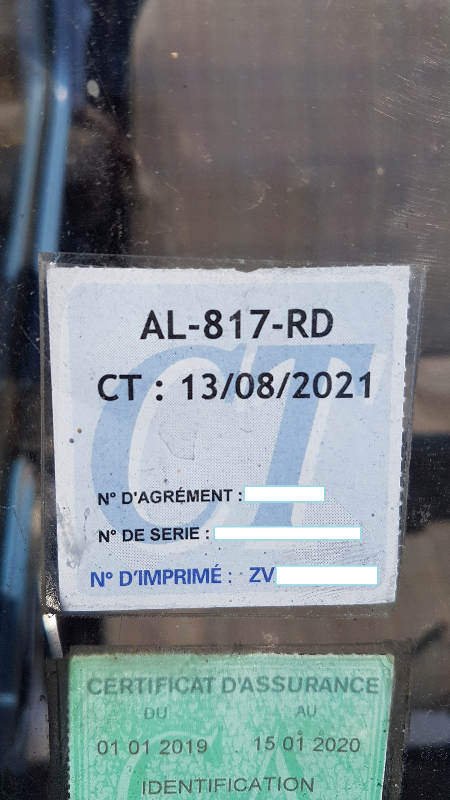 AL-817-RD
CT : 13/08/2021
N° D'AGRÉMENT :
N° DE SERIE :
N° D'IMPRIMÉ : ZV
CERTIFICAT D'ASSURANCE
DU AU
01 01 2019 15 01 2020
IDENTIFICATION